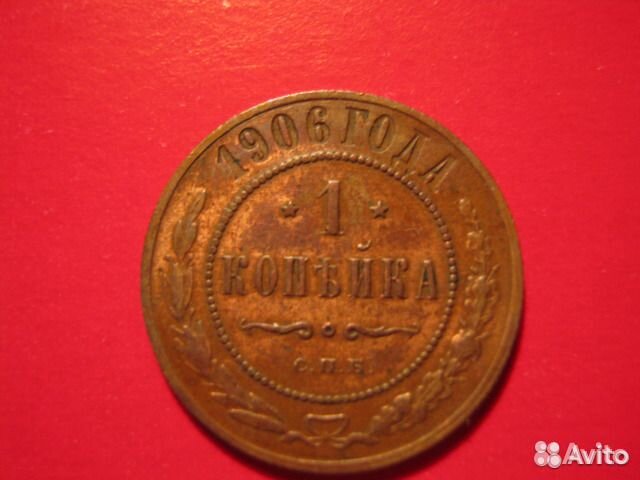 1906 ГОДА
* 1 *
КОПѢЙКА
С.П.Б.
Avito